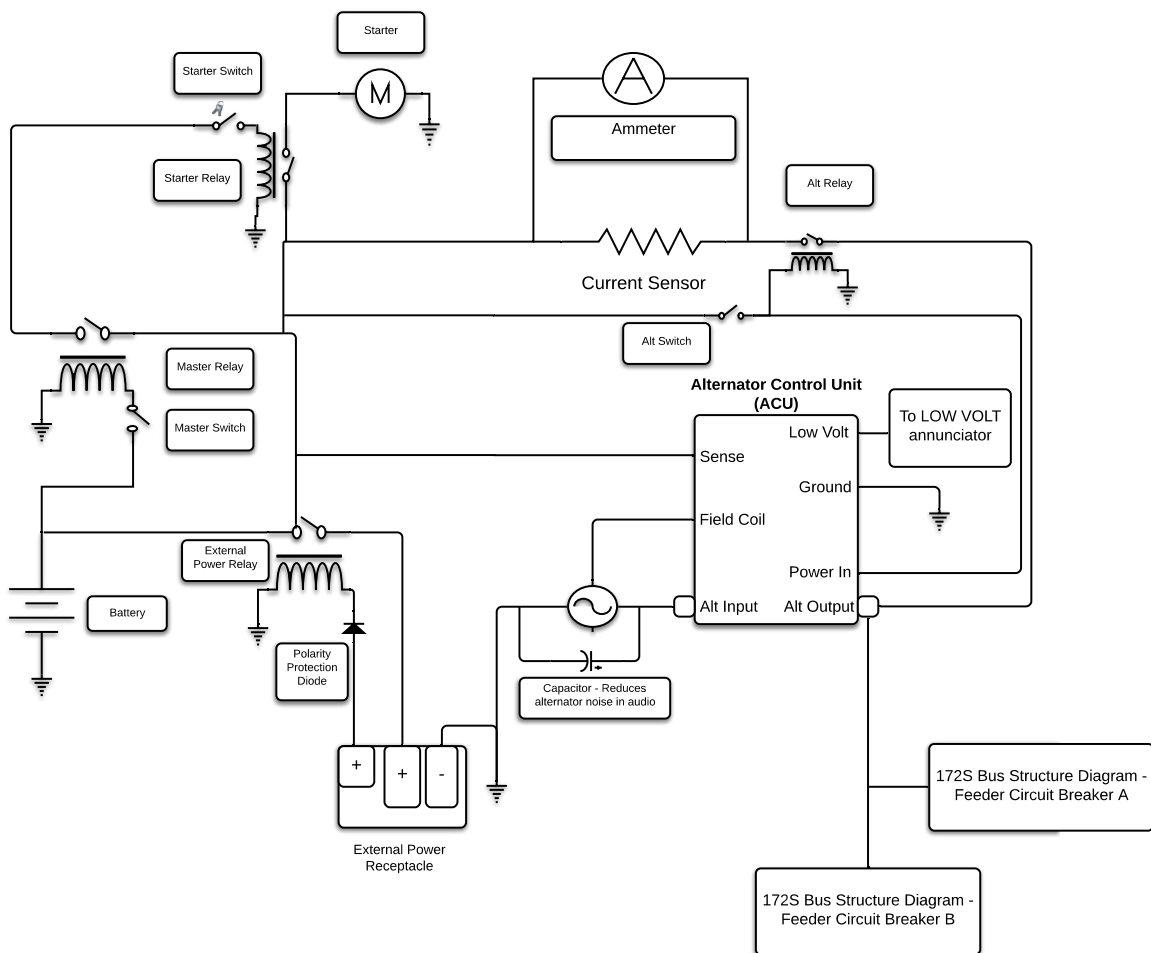 Starter
Starter Switch
M
A
Ammeter
Starter Relay
Alt Relay
Current Sensor
Alt Switch
Master Relay
Master Switch
Alternator Control Unit
(ACU)
Low Volt
To LOW VOLT
annunciator
Sense
Ground
Field Coil
External
Power Relay
Power In
Battery
Alt Input
Alt Output
Polarity
Protection
Diode
Capacitor - Reduces
alternator noise in audio
+
+
-
External Power
Receptacle
172S Bus Structure Diagram -
Feeder Circuit Breaker A
172S Bus Structure Diagram -
Feeder Circuit Breaker B